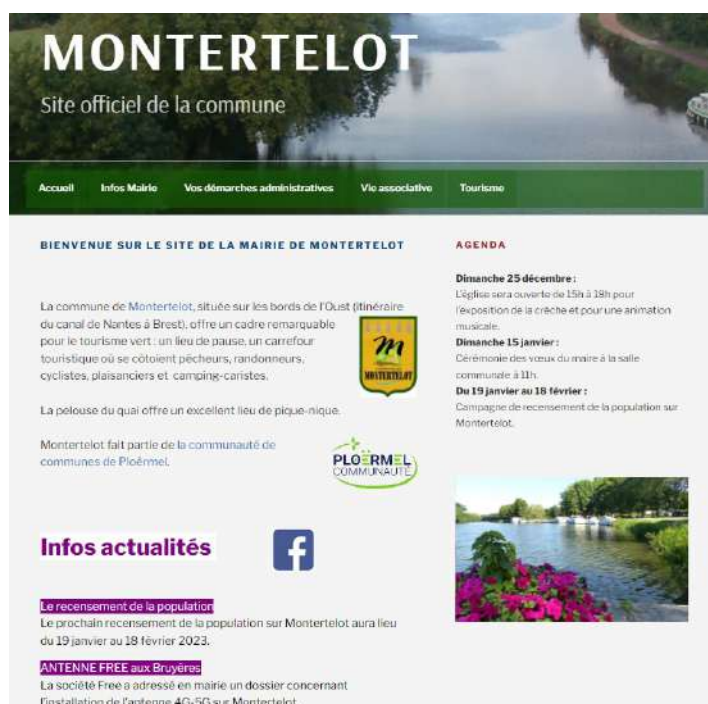 MONTERTELOT
Site officiel de la commune
Accueil Infos Mairie Vos démarches administratives Vie associative Tourisme
BIENVENUE SUR LE SITE DE LA MAIRIE DE MONTERTELOT
La commune de Montertelot, située sur les bords de l'Oust (itinéraire
du canal de Nantes à Brest), offre un cadre remarquable
pour le tourisme vert : un lieu de pause, un carrefour
touristique où se côtoient pêcheurs, randonneurs,
cyclistes, plaisanciers et camping-caristes.
MONTERTELOT
La pelouse du quai offre un excellent lieu de pique-nique.
Montertelot fait partie de la communauté de
communes de Ploërmel.
PLOËRMEL
COMMUNAUTÉ
Infos actualités
Le recensement de la population
Le prochain recensement de la population sur Montertelot aura lieu
du 19 janvier au 18 février 2023.
ANTENNE FREE aux Bruyères
La société Free a adressé en mairie un dossier concernant
l'installation de l'antenne 4G-5G sur Montertelot
AGENDA
Dimanche 25 décembre :
L'église sera ouverte de 15h à 18h pour
l'exposition de la crèche et pour une animation
musicale.
Dimanche 15 janvier :
Cérémonie des vœux du maire à la salle
communale à 11h.
Du 19 janvier au 18 février :
Campagne de recensement de la population sur
Montertelot.